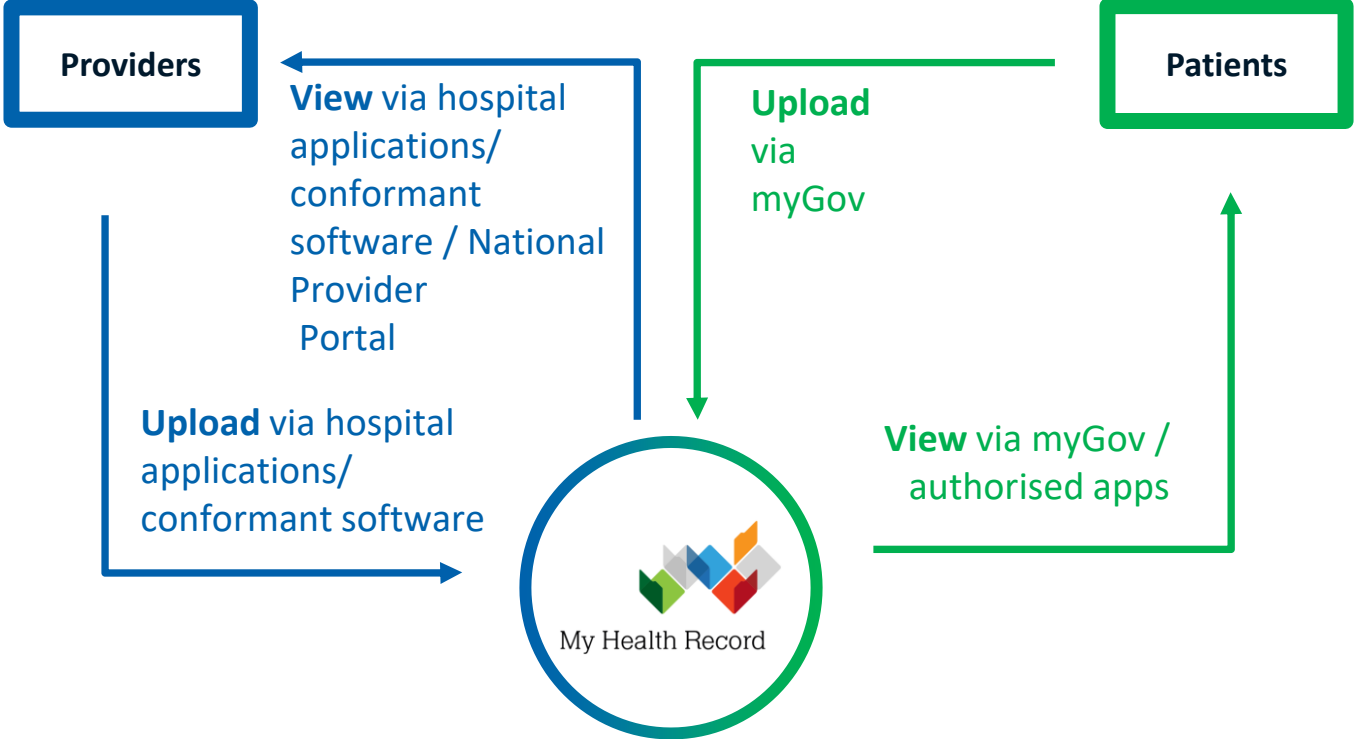 Providers
View via hospital
applications/
conformant
software / National
Provider
Portal
Upload via hospital
applications/
conformant software
Patients
Upload
via
myGov
View via myGov /
authorised apps
My Health Record